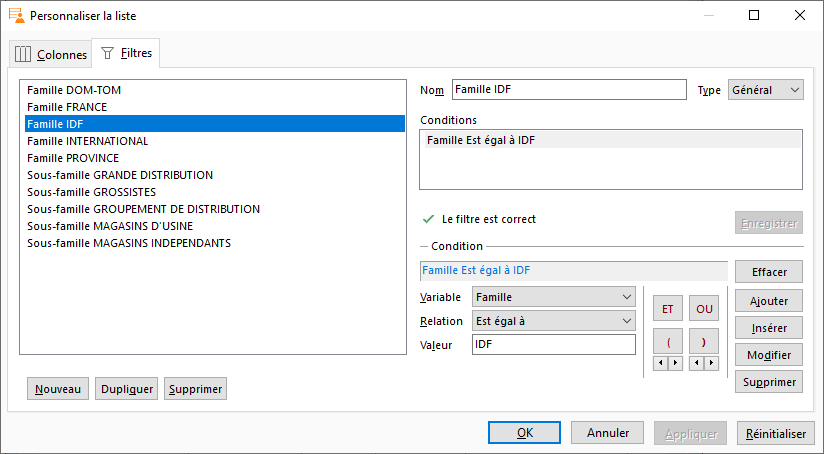 Personnaliser la liste
Colonnes
Filtres
Famille DOM-TOM
Famille FRANCE
Famille IDF
Famille INTERNATIONAL
Famille PROVINCE
Sous-famille GRANDE DISTRIBUTION
Sous-famille GROSSISTES
Sous-famille GROUPEMENT DE DISTRIBUTION
Sous-famille MAGASINS D'USINE
Sous-famille MAGASINS INDEPENDANTS
Nouveau
Dupliquer
Supprimer
Nom Famille IDF Type Général
Conditions
Famille Est égal à IDF
Le filtre est correct Enregistrer
Condition
Famille Est égal à IDF Effacer
Variable Famille
Relation Est égal à
Valeur IDF
ET OU
( )
Ajouter
Insérer
Modifier
Supprimer
OK Annuler Appliquer Réinitialiser